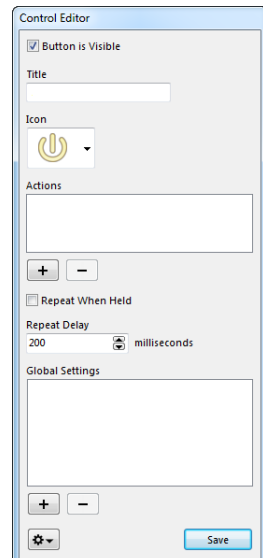 Control Editor
Button is Visible
Title
Icon
Actions
+ −
Repeat When Held
Repeat Delay
200 milliseconds
Global Settings
+ −
Save